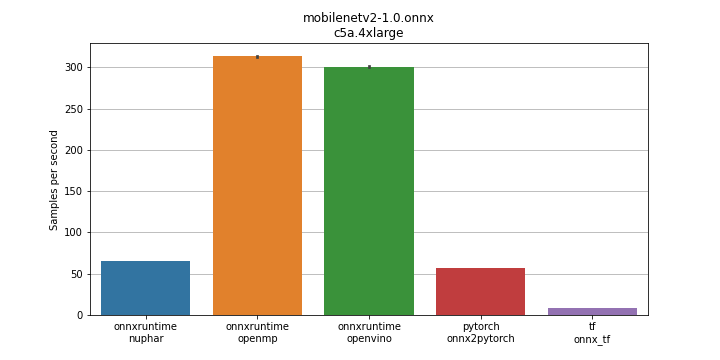 mobilenetv2-1.0.onnx
c5a.4xlarge
Samples per second
300
250
200
150
100
50
0
onnxruntime
nuphar
onnxruntime
openmp
onnxruntime
openvino
pytorch
onnx2pytorch
tf
onnx_tf